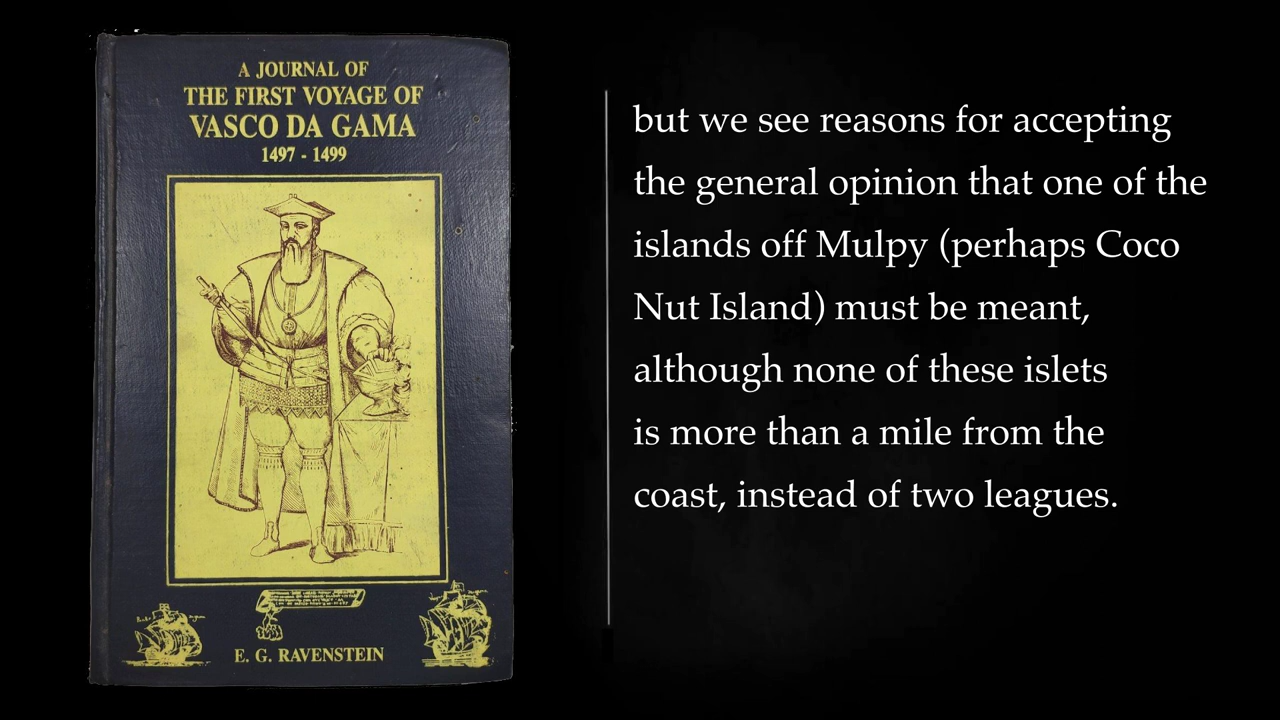 A JOURNAL OF
THE FIRST VOYAGE OF
VASCO DA GAMA
1497 - 1499
E. G. RAVENSTEIN
but we see reasons for accepting
the general opinion that one of the
islands off Mulpy (perhaps Coco
Nut Island) must be meant,
although none of these islets
is more than a mile from the
coast, instead of two leagues.